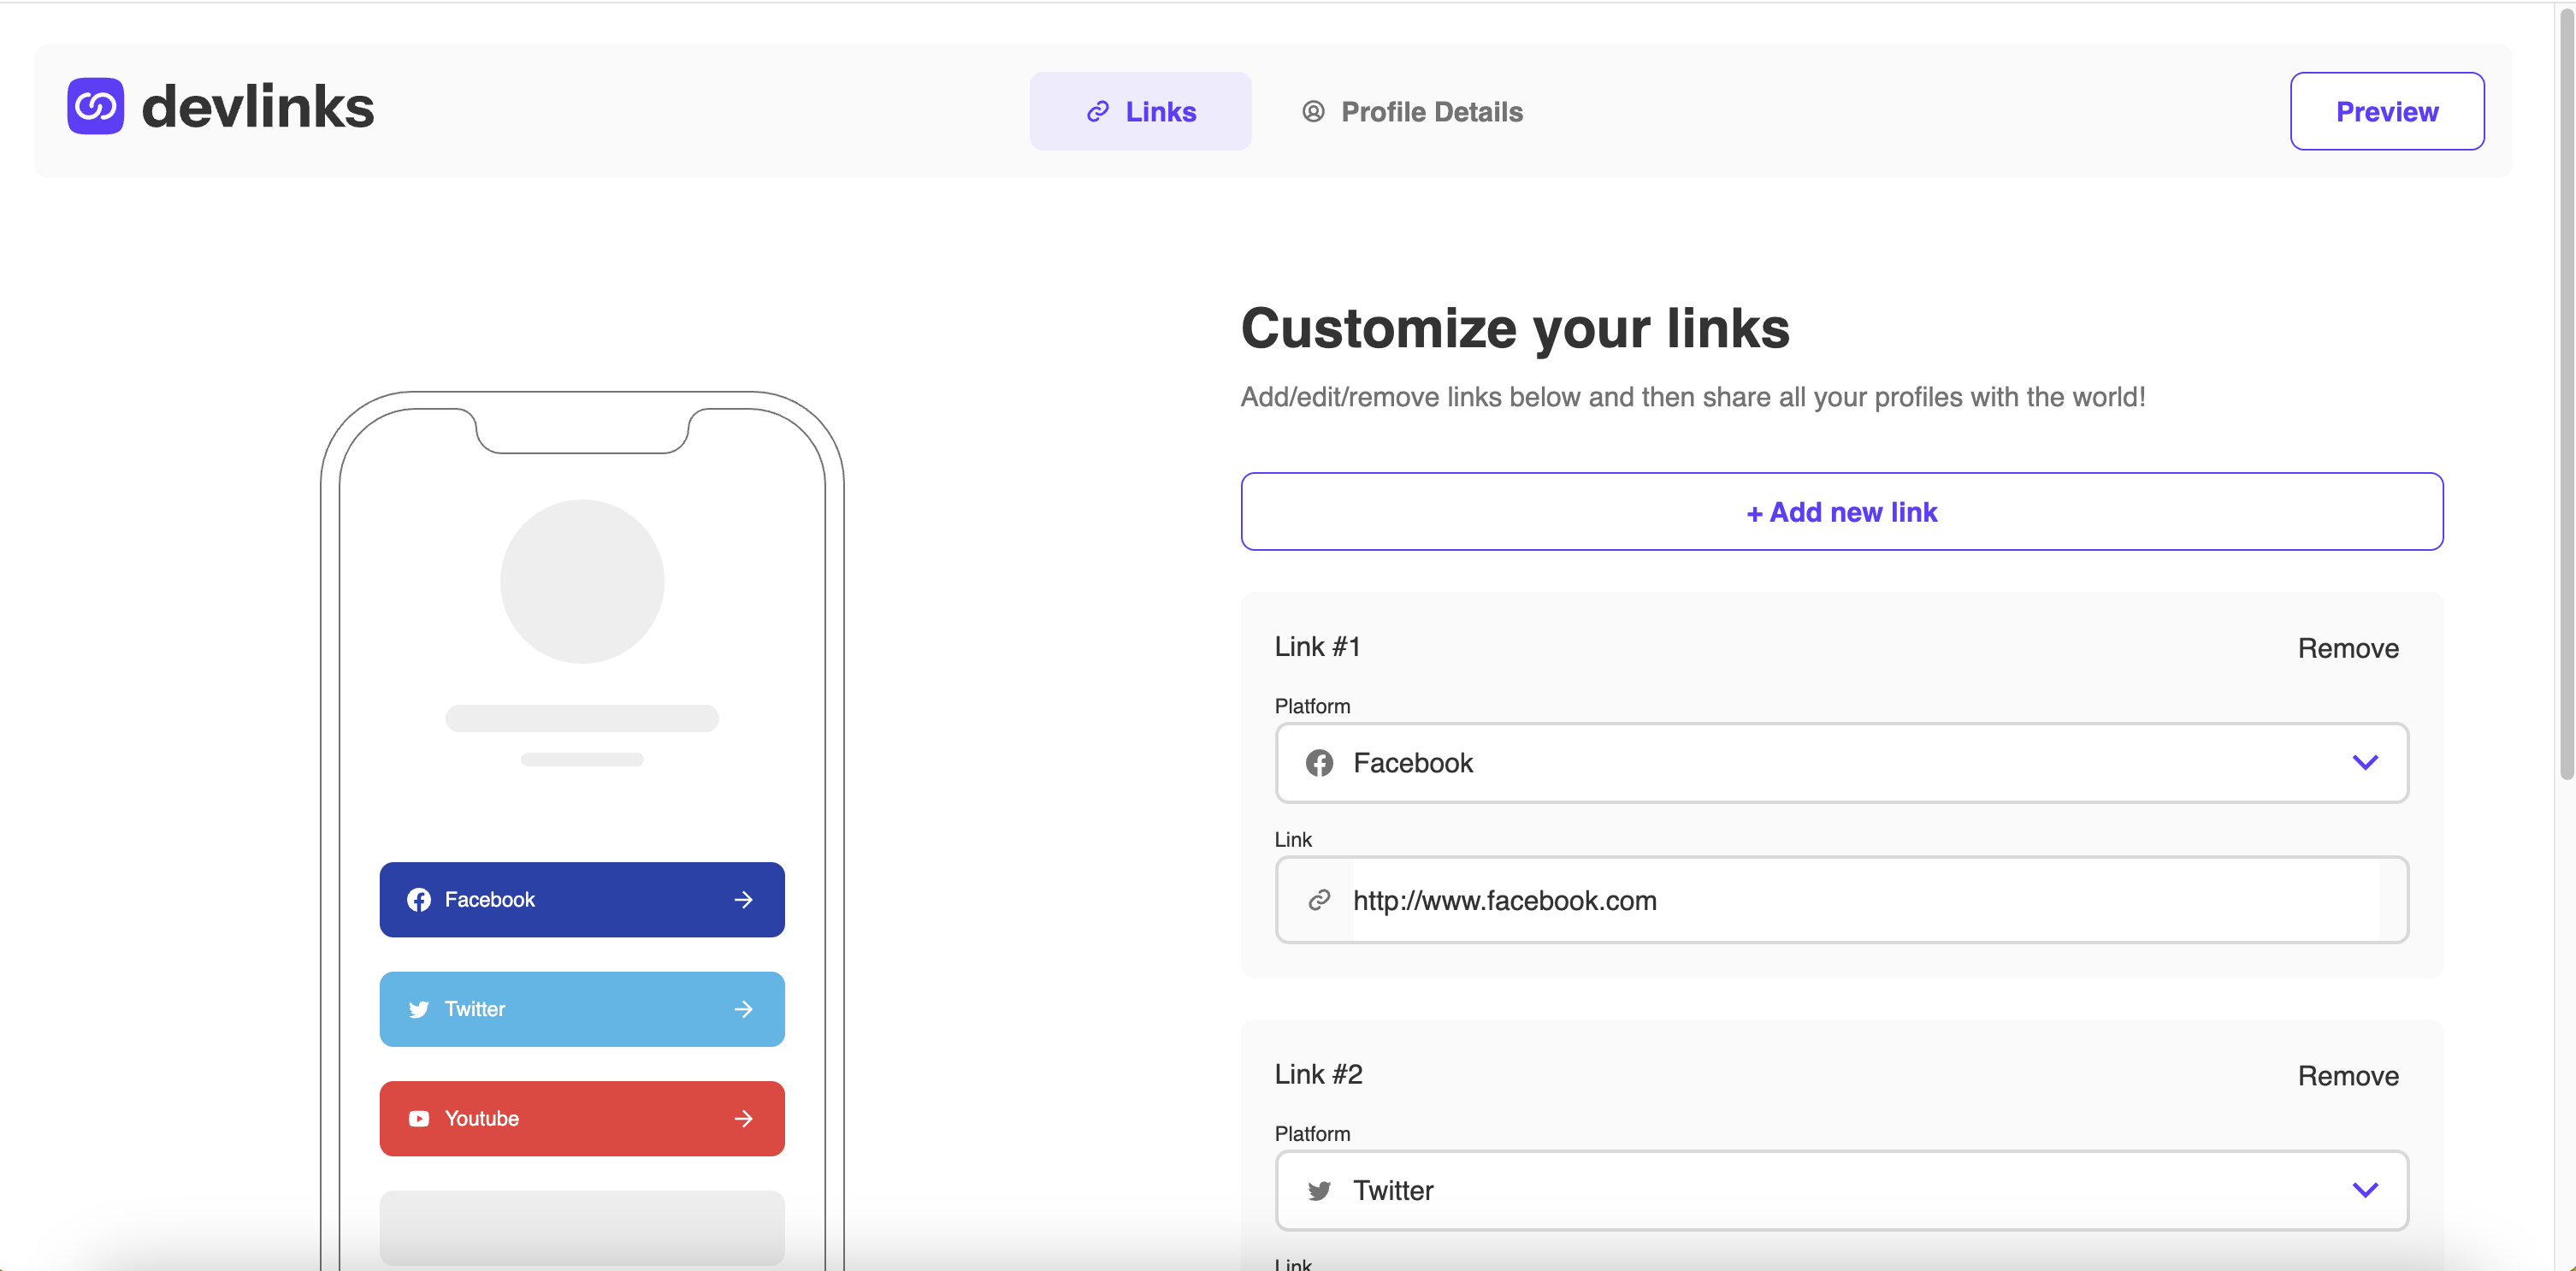 devlinks
Links
Profile Details
Preview
Customize your links
Add/edit/remove links below and then share all your profiles with the world!
+ Add new link
Link #1
Remove
Platform
Facebook
Link
http://www.facebook.com
Link #2
Remove
Platform
Twitter
Link
Facebook
Twitter
Youtube